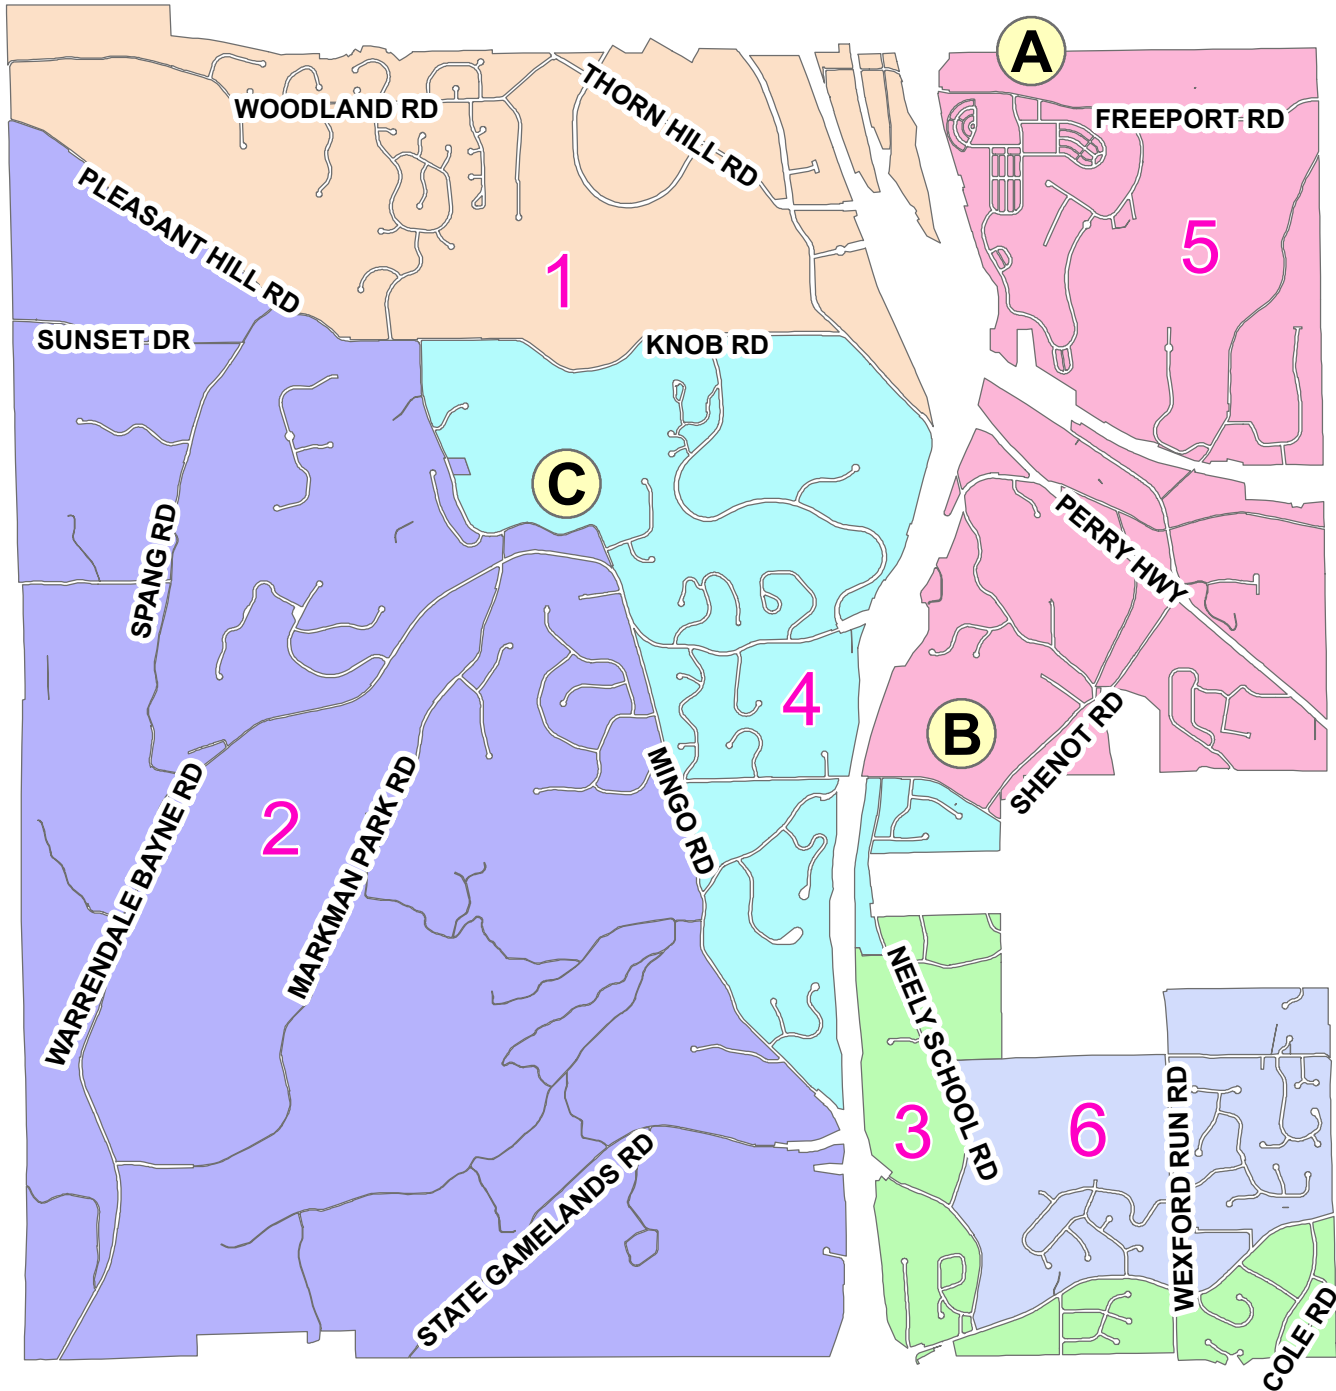 A
THORN HILL RD
WOODLAND RD
FREEPORT RD
PLEASANT HILL RD
5
1
SUNSET DR
KNOB RD
C
SPANG RD
PERRY HWY
4
B
SHENOT RD
MINGO RD
2
WARRENDALE BAYNE RD
MARKMAN PARK RD
NEELY SCHOOL RD
3
6
WEXFORD RUN RD
STATE GAMELANDS RD
COLE RD